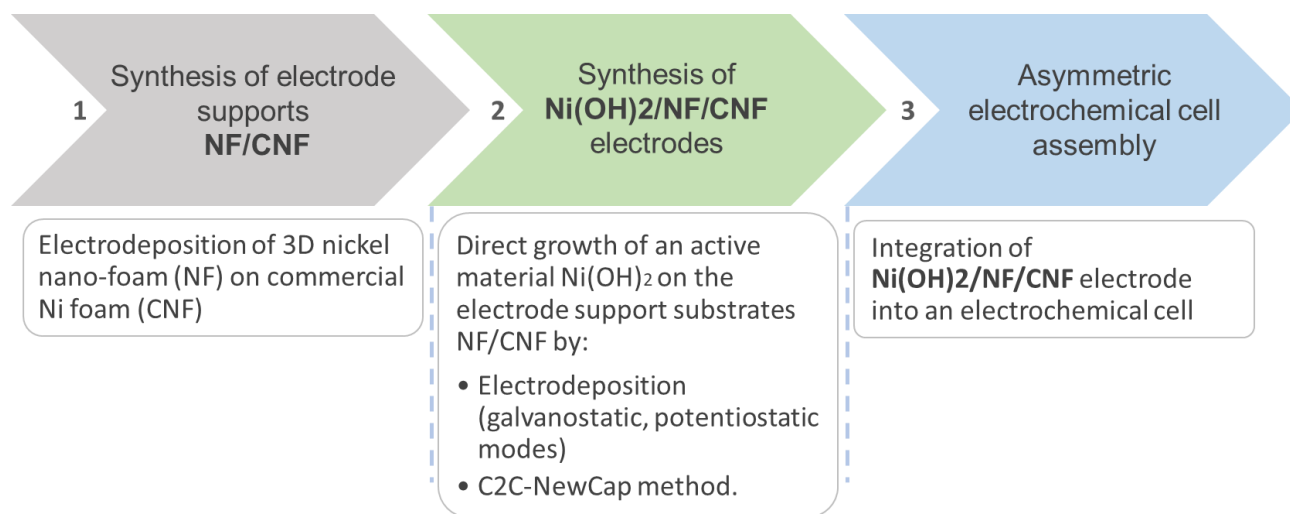 1
Synthesis of electrode
supports
NF/CNF
2
Synthesis of
Ni(OH)2/NF/CNF
electrodes
3
Asymmetric
electrochemical cell
assembly
Electrodeposition of 3D nickel
nano-foam (NF) on commercial
Ni foam (CNF)
Direct growth of an active
material Ni(OH)₂ on the
electrode support substrates
NF/CNF by:
• Electrodeposition
(galvanostatic, potentiostatic
modes)
• C2C-NewCap method.
Integration of
Ni(OH)2/NF/CNF electrode
into an electrochemical cell